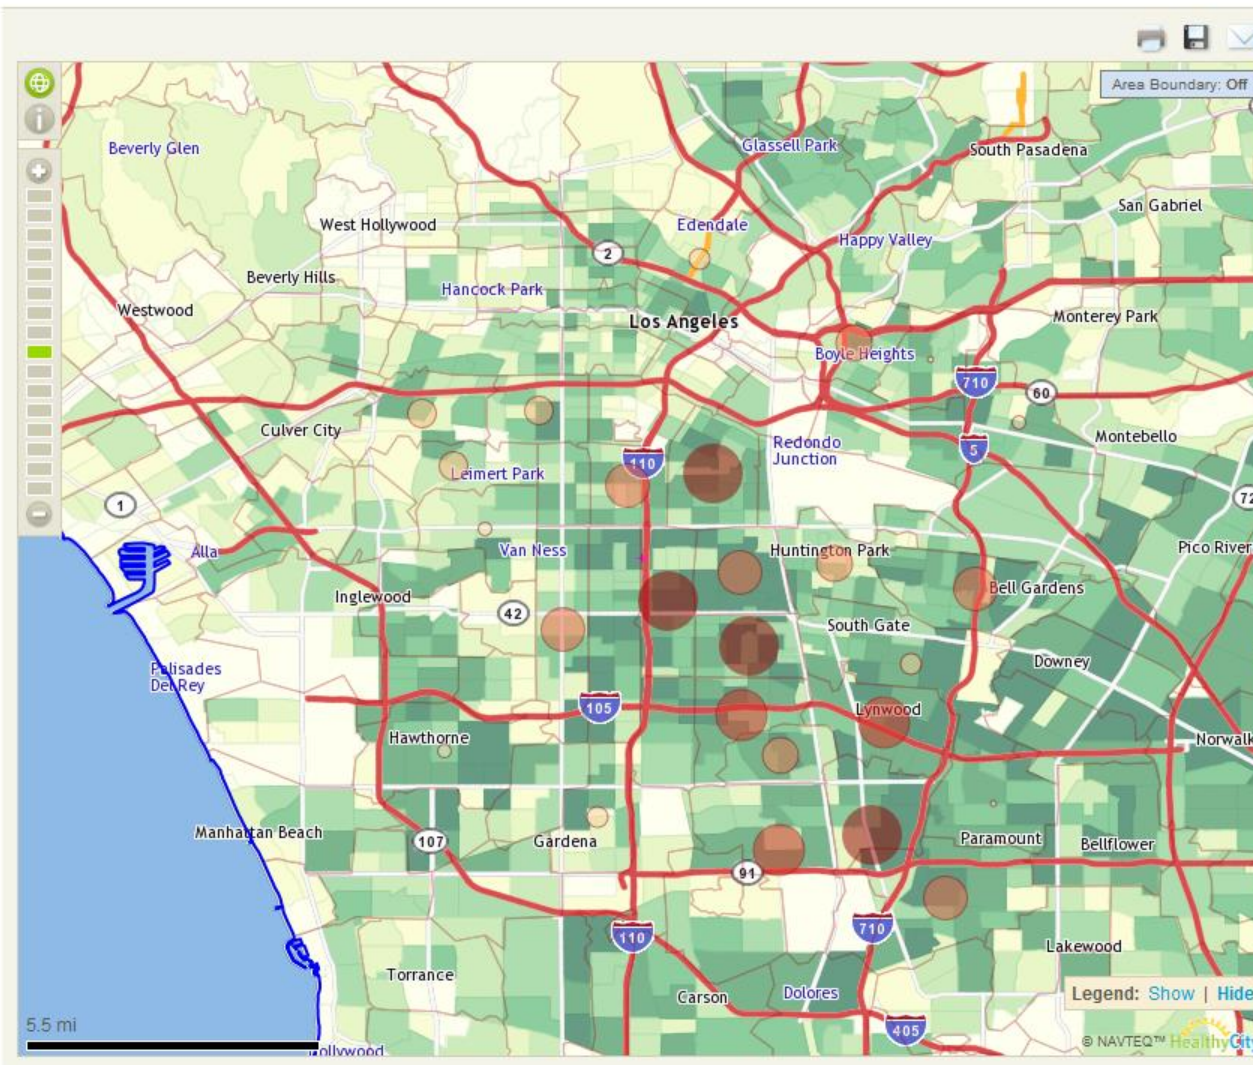 Area Boundary: Off
Beverly Glen
Glassell Park
South Pasadena
San Gabriel
West Hollywood
Edendale
Happy Valley
2
Beverly Hills
Hancock Park
Westwood
Los Angeles
Monterey Park
Boyle Heights
710
60
Culver City
Redondo
Junction
Montebello
5
110
Leimert Park
1
72
Alla
Van Ness
Huntington Park
Pico River
Inglewood
Bell Gardens
42
South Gate
Palisades
Del Rey
Downey
105
Lynwood
Hawthorne
Norwalk
Manhattan Beach
107
Gardena
Paramount
Bellflower
91
110
710
Lakewood
Torrance
Carson
Dolores
Legend: Show | Hide
5.5 mi
405
© NAVTEQ™ HealthyCity
ollywood